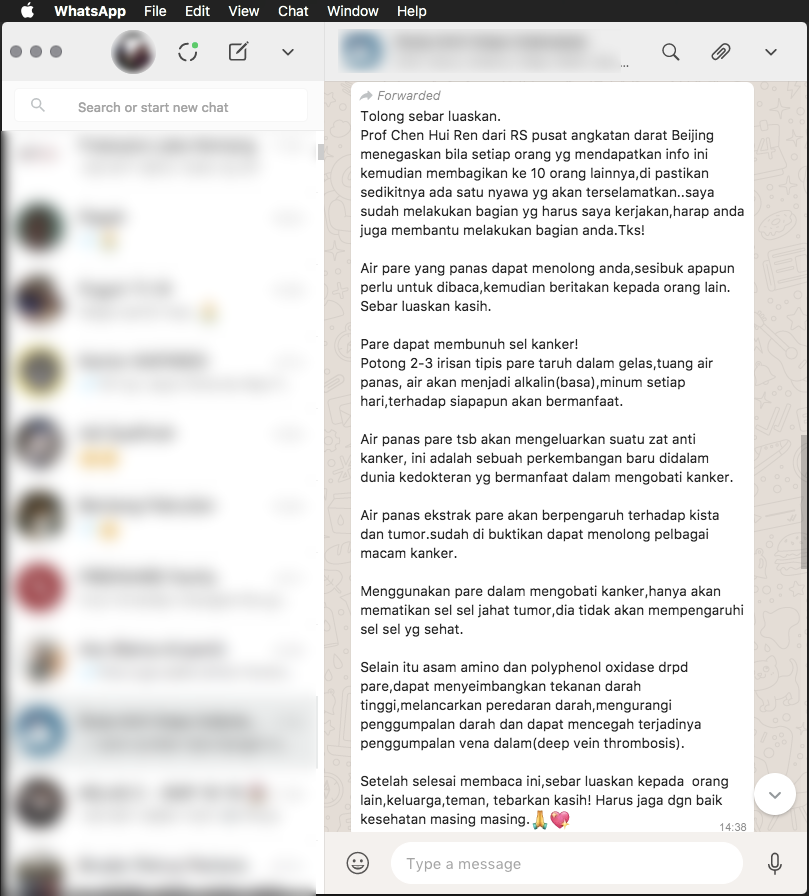 WhatsApp File Edit View Chat Window Help
Search or start new chat
...
Forwarded
Tolong sebar luaskan.
Prof Chen Hui Ren dari RS pusat angkatan darat Beijing
menegaskan bila setiap orang yg mendapatkan info ini
kemudian membagikan ke 10 orang lainnya,di pastikan
sedikitnya ada satu nyawa yg akan terselamatkan..saya
sudah melakukan bagian yg harus saya kerjakan,harap anda
juga membantu melakukan bagian anda.Tks!
Air pare yang panas dapat menolong anda,sesibuk apapun
perlu untuk dibaca,kemudian beritakan kepada orang lain.
Sebar luaskan kasih.
Pare dapat membunuh sel kanker!
Potong 2-3 irisan tipis pare taruh dalam gelas,tuang air
panas, air akan menjadi alkalin(basa),minum setiap
hari,terhadap siapapun akan bermanfaat.
Air panas pare tsb akan mengeluarkan suatu zat anti
kanker, ini adalah sebuah perkembangan baru didalam
dunia kedokteran yg bermanfaat dalam mengobati kanker.
Air panas ekstrak pare akan berpengaruh terhadap kista
dan tumor.sudah di buktikan dapat menolong pelbagai
macam kanker.
Menggunakan pare dalam mengobati kanker,hanya akan
mematikan sel sel jahat tumor,dia tidak akan mempengaruhi
sel sel yg sehat.
Selain itu asam amino dan polyphenol oxidase drpd
pare,dapat menyeimbangkan tekanan darah
tinggi,melancarkan peredaran darah,mengurangi
penggumpalan darah dan dapat mencegah terjadinya
penggumpalan vena dalam(deep vein thrombosis).
Setelah selesai membaca ini,sebar luaskan kepada  orang
lain,keluarga,teman, tebarkan kasih! Harus jaga dgn baik
kesehatan masing masing.🙏💖
14:38
Type a message